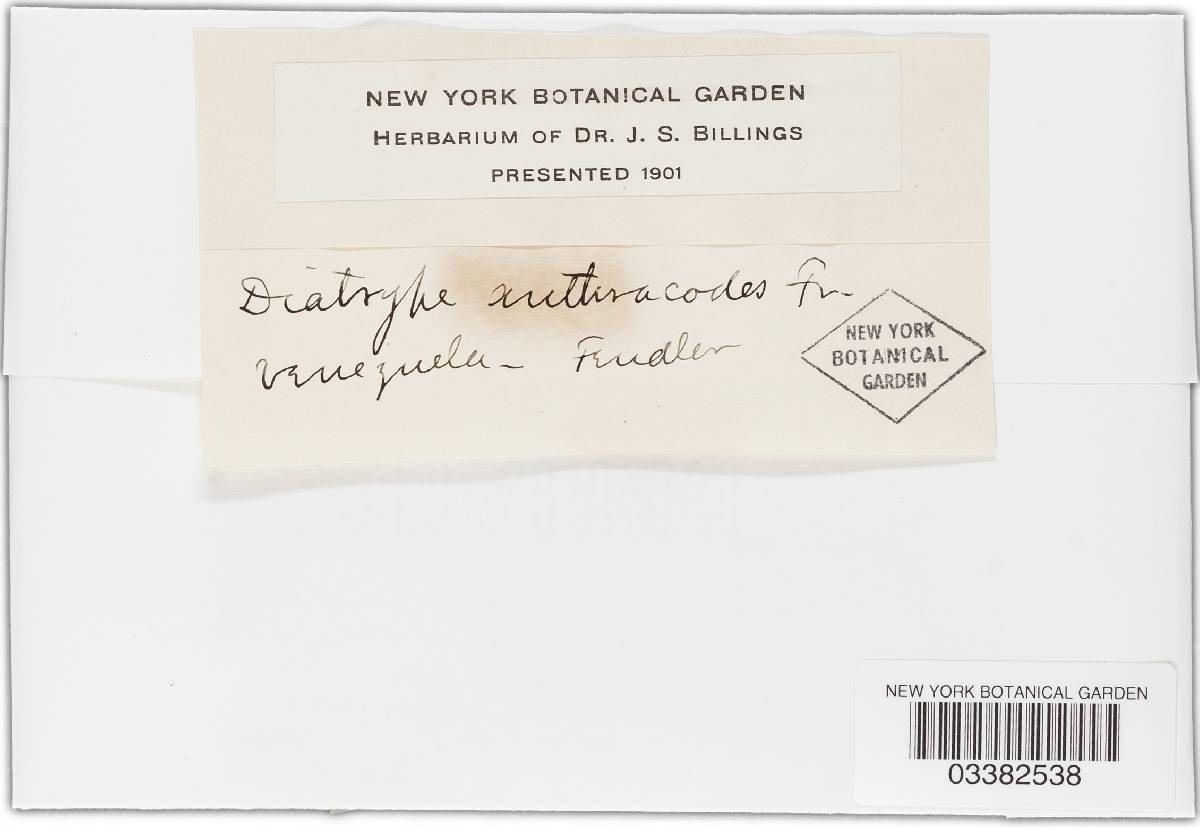 NEW YORK BOTANICAL GARDEN
HERBARIUM OF DR. J. S. BILLINGS
PRESENTED 1901
Diatrype anthracodes Fr.
Venezuela - Fendler
NEW YORK
BOTANICAL
GARDEN
NEW YORK BOTANICAL GARDEN
03382538